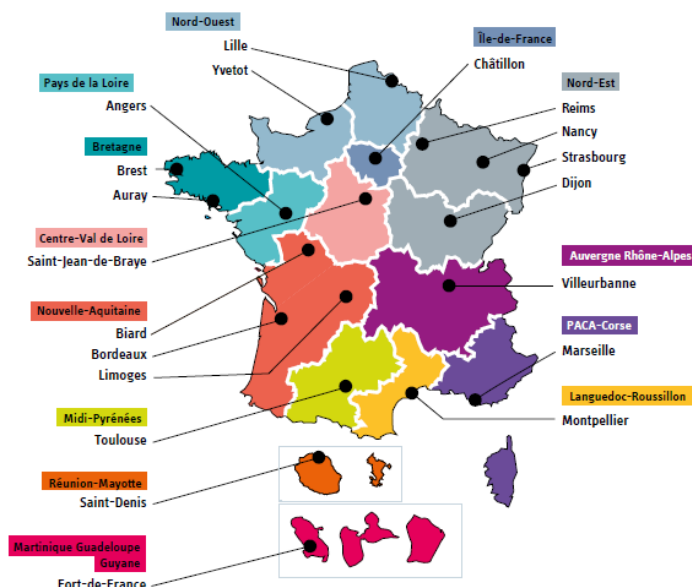 Nord-Ouest
Lille
Yvetot
Île-de-France
Châtillon
Pays de la Loire
Angers
Nord-Est
Reims
Nancy
Strasbourg
Dijon
Bretagne
Brest
Auray
Centre-Val de Loire
Saint-Jean-de-Braye
Auvergne Rhône-Alpes
Villeurbanne
Nouvelle-Aquitaine
Biard
Bordeaux
Limoges
PACA-Corse
Marseille
Midi-Pyrénées
Toulouse
Languedoc-Roussillon
Montpellier
Réunion-Mayotte
Saint-Denis
Martinique Guadeloupe
Guyane
Fort-de-France